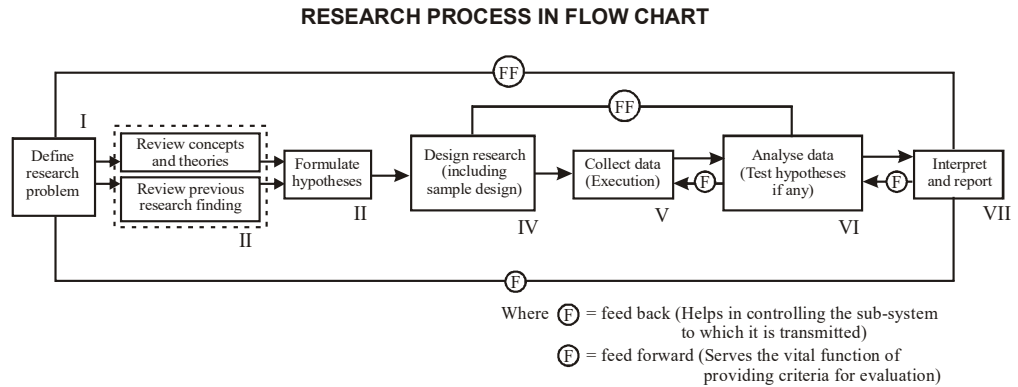 RESEARCH PROCESS IN FLOW CHART
FF
FF
I
Define
research
problem
Review concepts
and theories
Review previous
research finding
II
Formulate
hypotheses
II
Design research
(including
sample design)
IV
Collect data
(Execution)
V
F
Analyse data
(Test hypotheses
if any)
VI
F
Interpret
and report
VII
F
Where F = feed back (Helps in controlling the sub-system
to which it is transmitted)
F = feed forward (Serves the vital function of
providing criteria for evaluation)